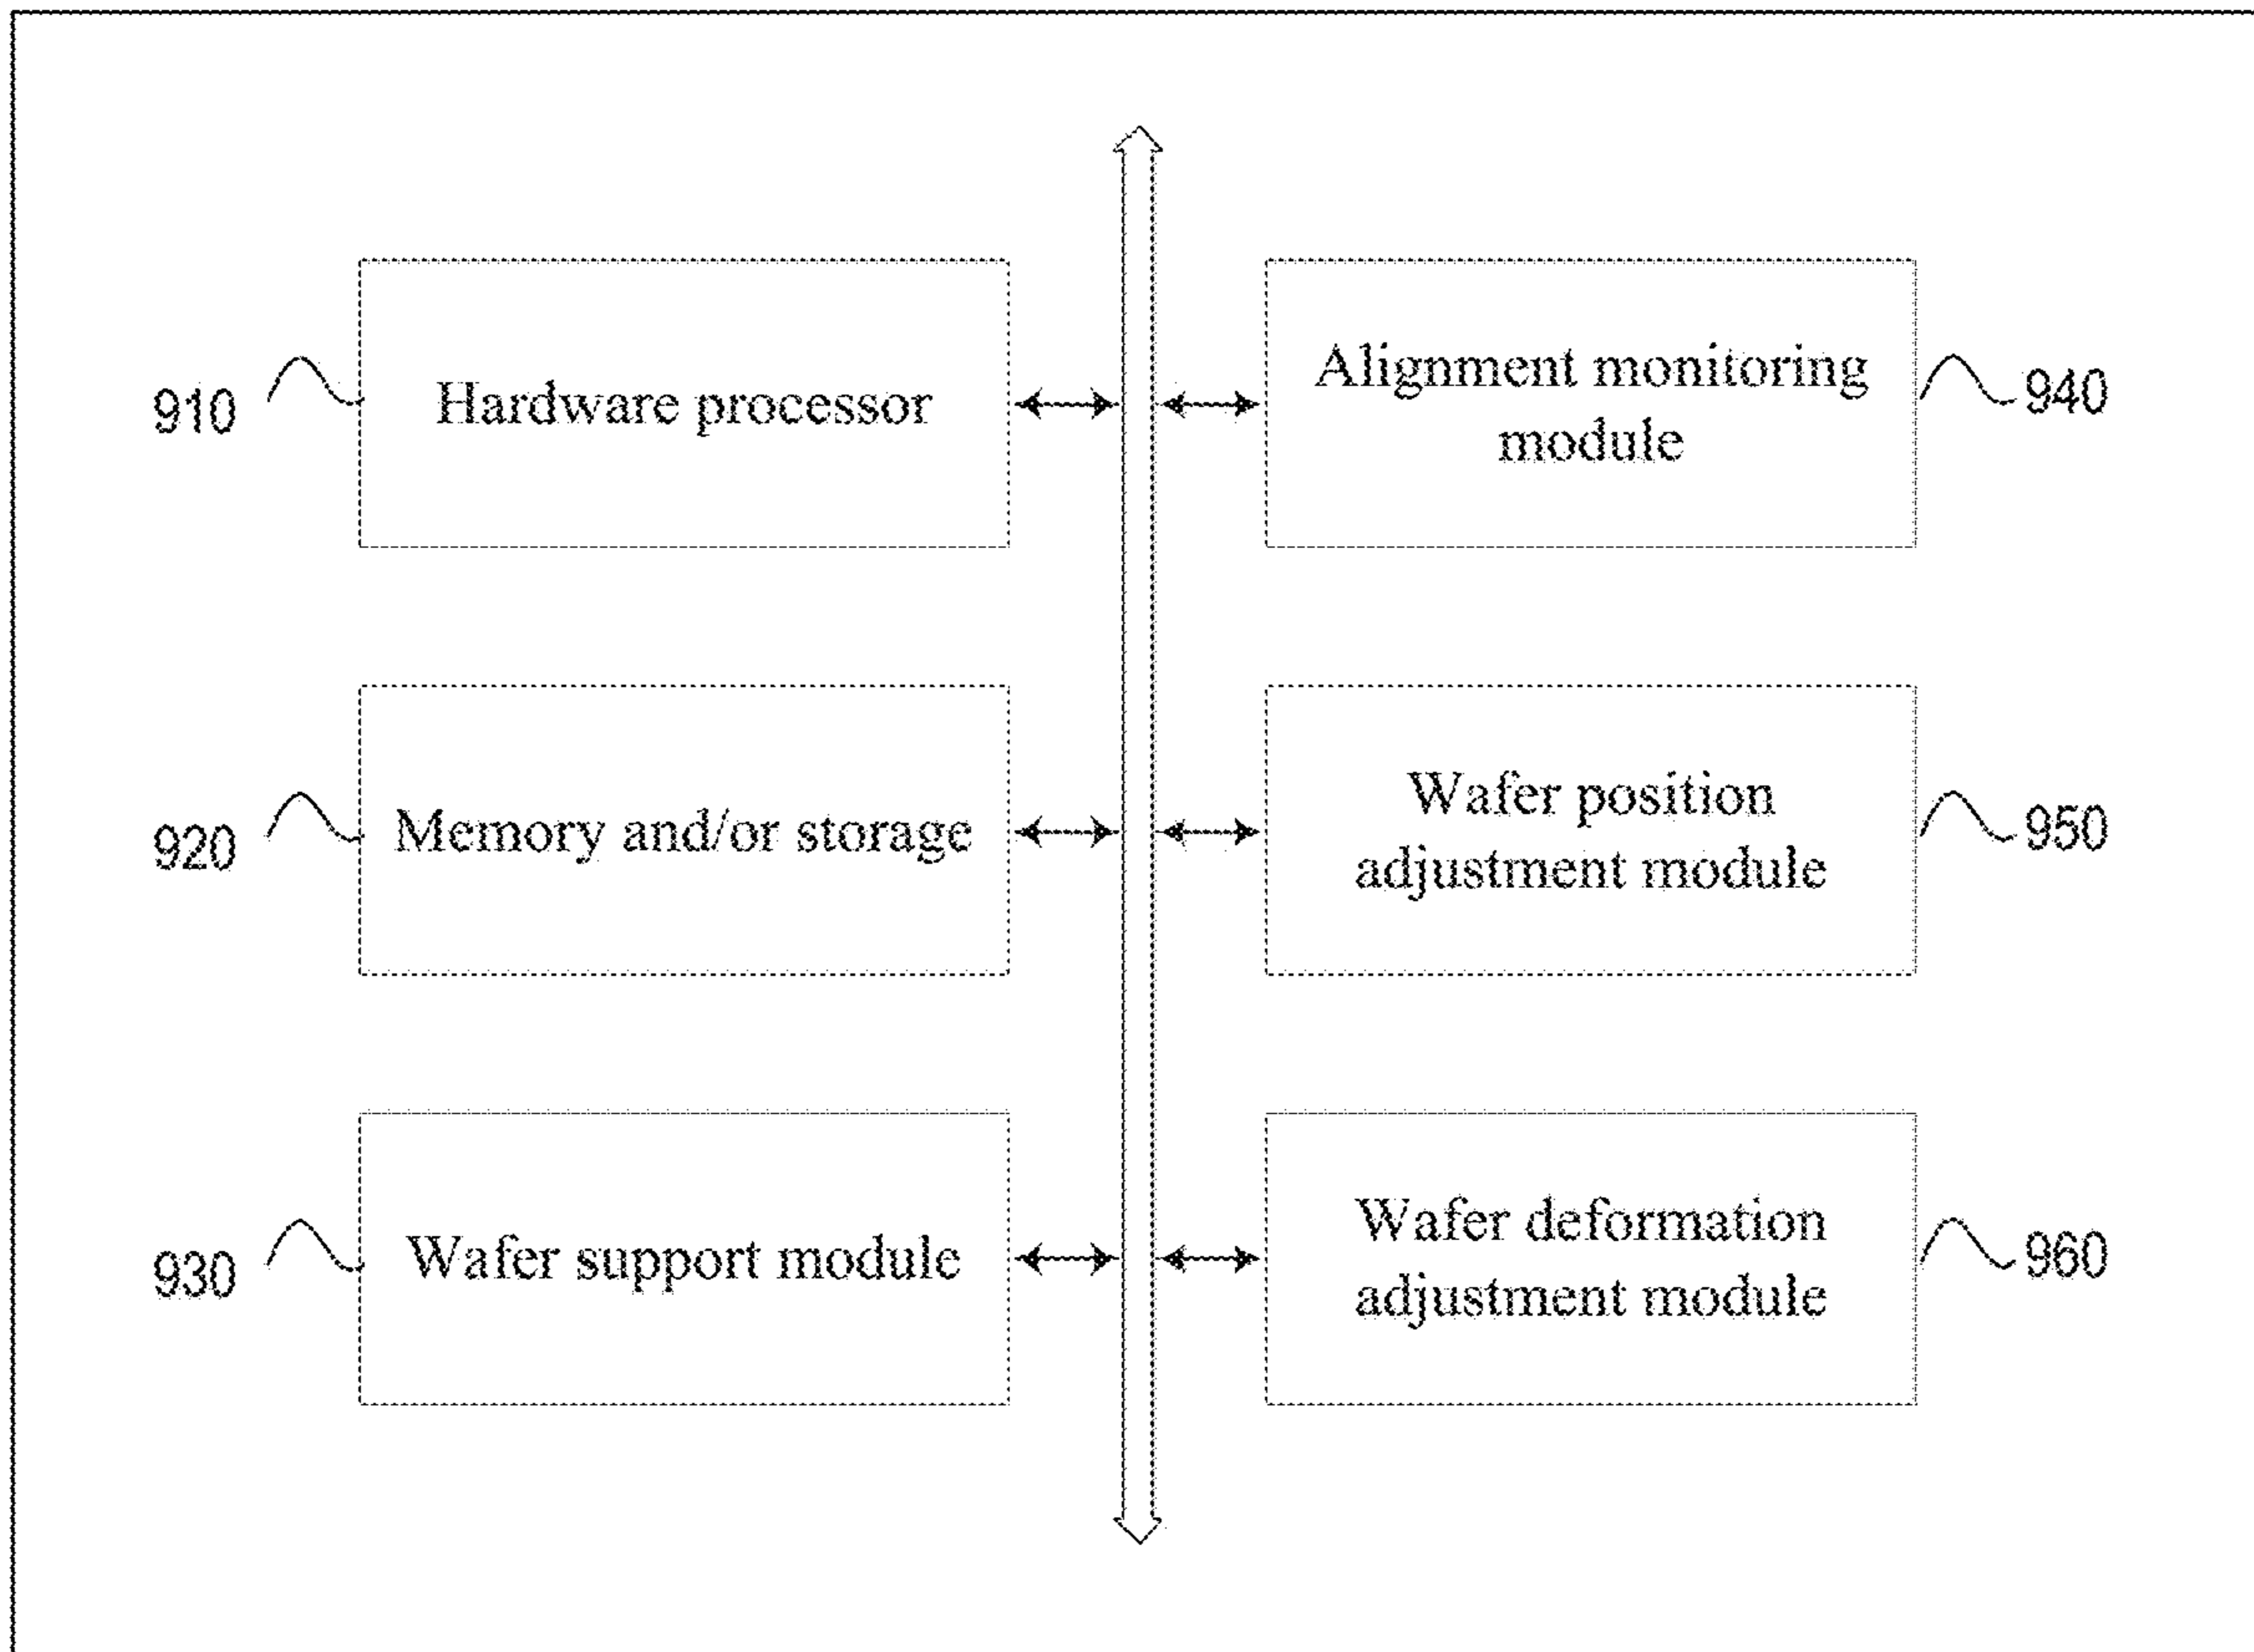 910
Hardware processor
Alignment monitoring
module
940
920
Memory and/or storage
Wafer position
adjustment module
950
930
Wafer support module
Wafer deformation
adjustment module
960